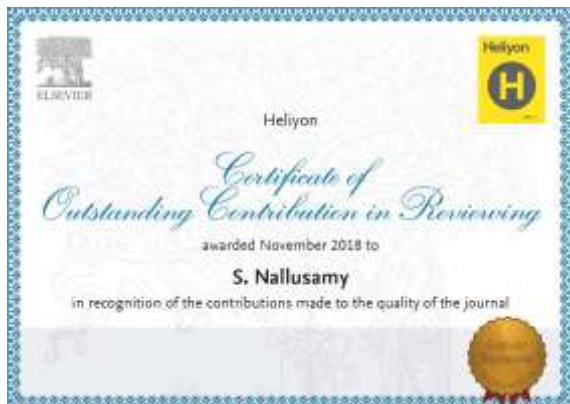 ELSEVIER
Heliyon
H
Heliyon
Certificate of
Outstanding Contribution in Reviewing
awarded November 2018 to
S. Nallusamy
in recognition of the contributions made to the quality of the journal